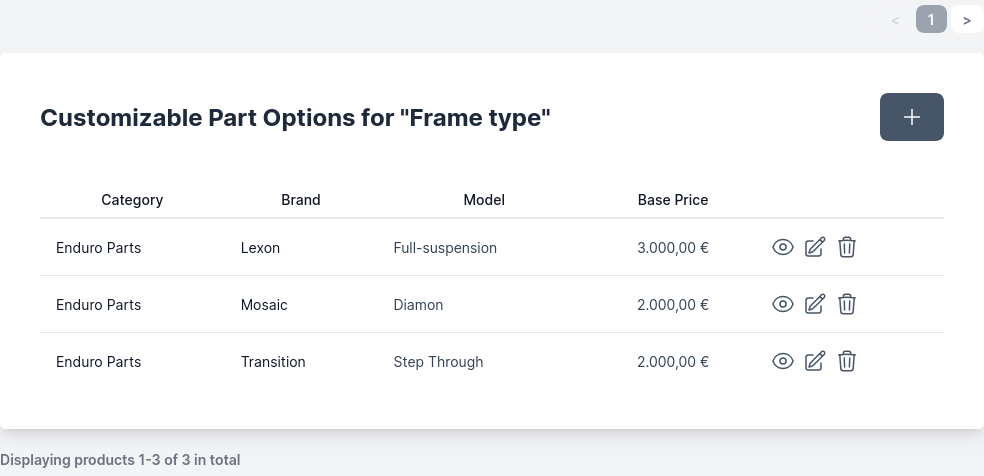 < 1 >
Customizable Part Options for "Frame type"
Category Brand Model Base Price
Enduro Parts Lexon Full-suspension 3.000,00 €
Enduro Parts Mosaic Diamon 2.000,00 €
Enduro Parts Transition Step Through 2.000,00 €
Displaying products 1-3 of 3 in total